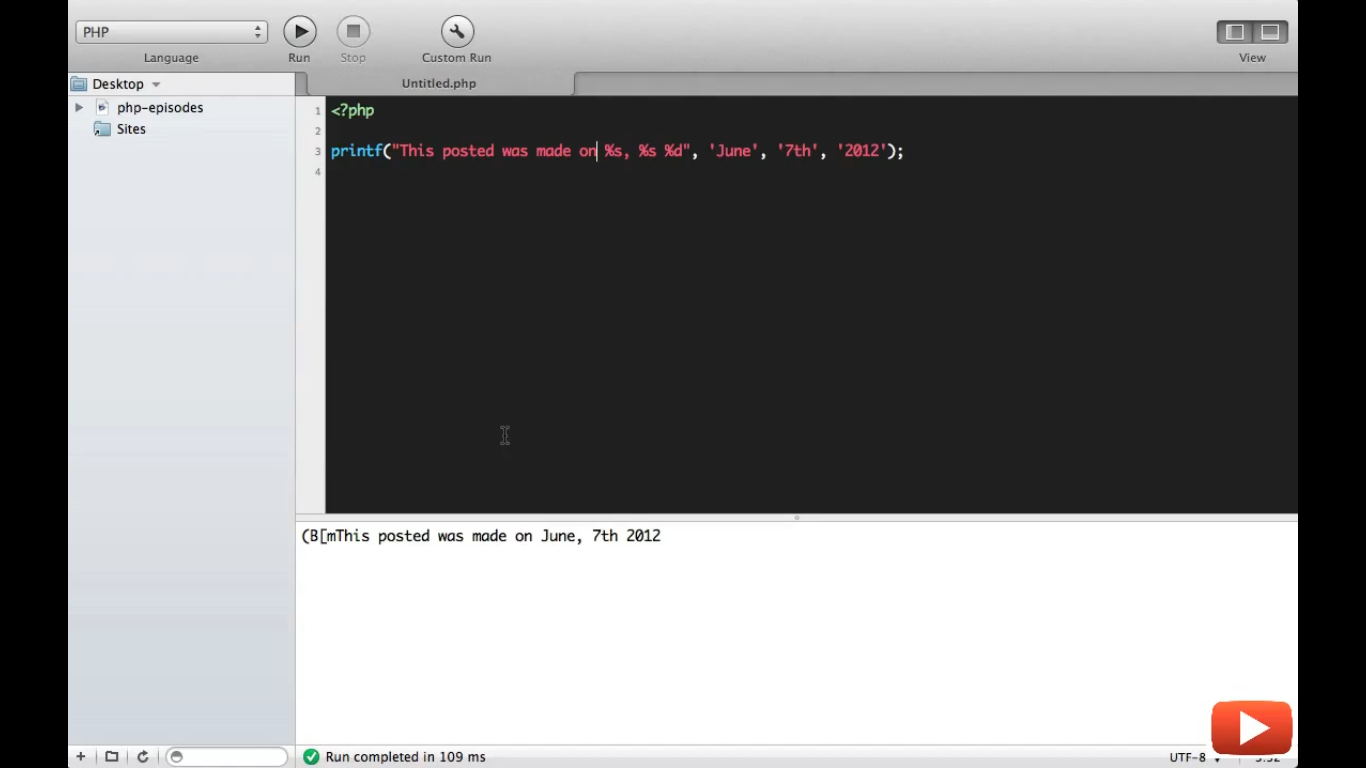 PHP
Language
Run
Stop
Custom Run
View
Desktop
Untitled.php
php-episodes
Sites
1 <?php
2
3 printf("This posted was made on %s, %s %d", 'June', '7th', '2012');
4
(B[mThis posted was made on June, 7th 2012
Run completed in 109 ms
UTF-8